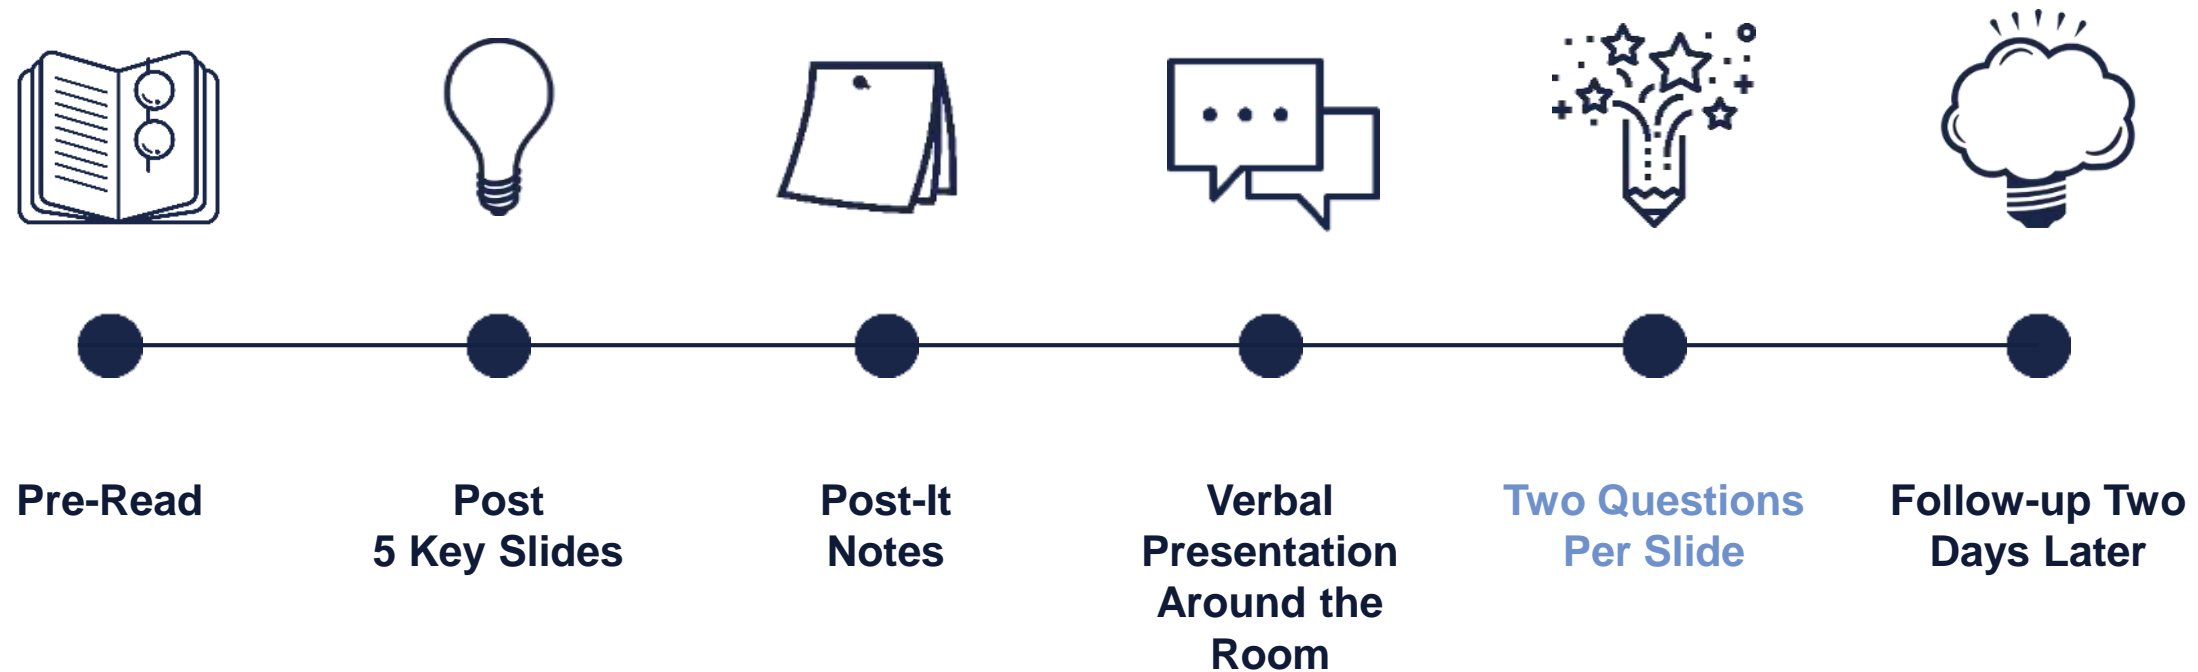 Pre-Read
Post
5 Key Slides
Post-It
Notes
Verbal
Presentation
Around the
Room
Two Questions
Per Slide
Follow-up Two
Days Later